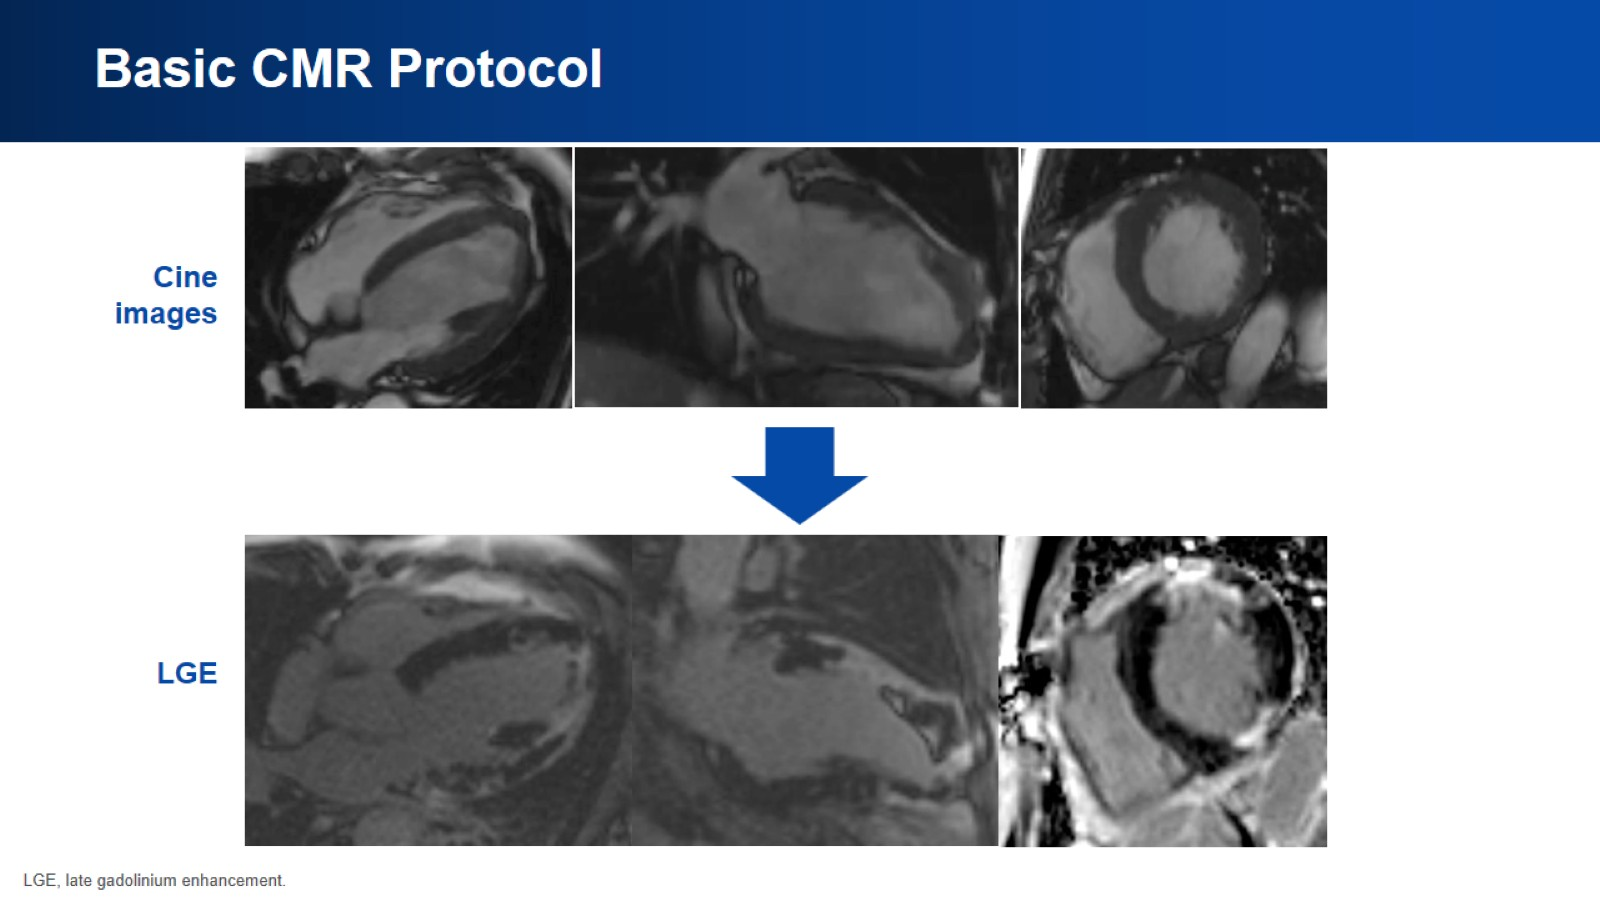 Basic CMR Protocol
Cine
images
LGE
LGE, late gadolinium enhancement.